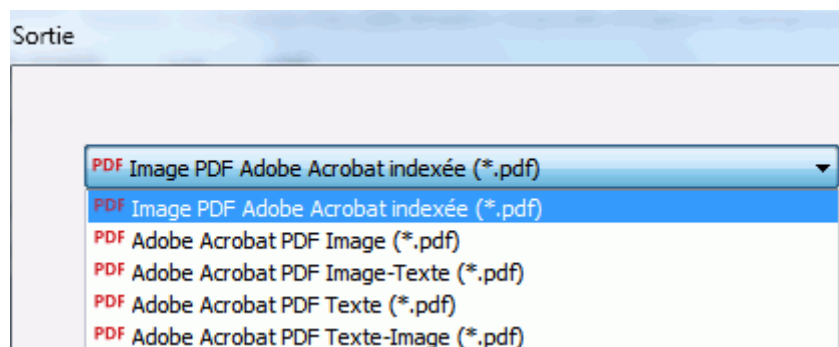 Sortie
PDF Image PDF Adobe Acrobat indexée (*.pdf)
PDF Image PDF Adobe Acrobat indexée (*.pdf)
PDF Adobe Acrobat PDF Image (*.pdf)
PDF Adobe Acrobat PDF Image-Texte (*.pdf)
PDF Adobe Acrobat PDF Texte (*.pdf)
PDF Adobe Acrobat PDF Texte-Image (*.pdf)